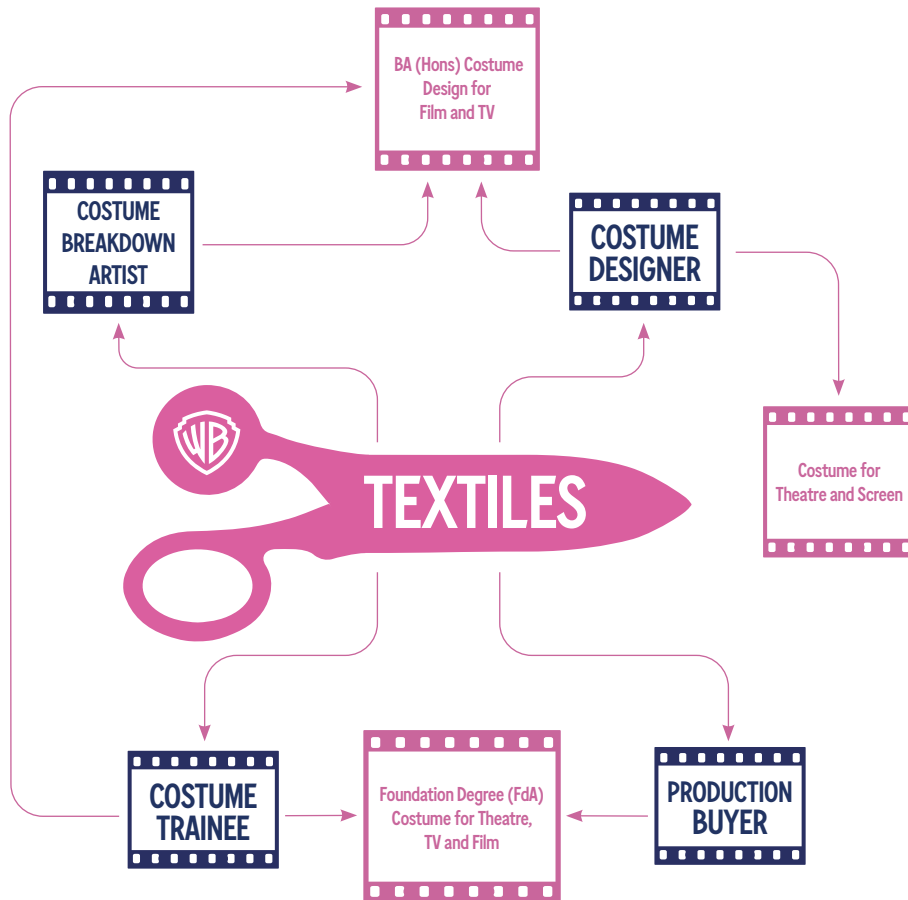 BA (Hons) Costume
Design for
Film and TV
COSTUME
BREAKDOWN
ARTIST
COSTUME
DESIGNER
WB
TEXTILES
Costume for
Theatre and Screen
COSTUME
TRAINEE
Foundation Degree (FdA)
Costume for Theatre,
TV and Film
PRODUCTION
BUYER